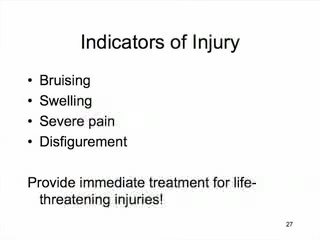 Indicators of Injury
• Bruising
• Swelling
• Severe pain
• Disfigurement
Provide immediate treatment for life-
threatening injuries!
27